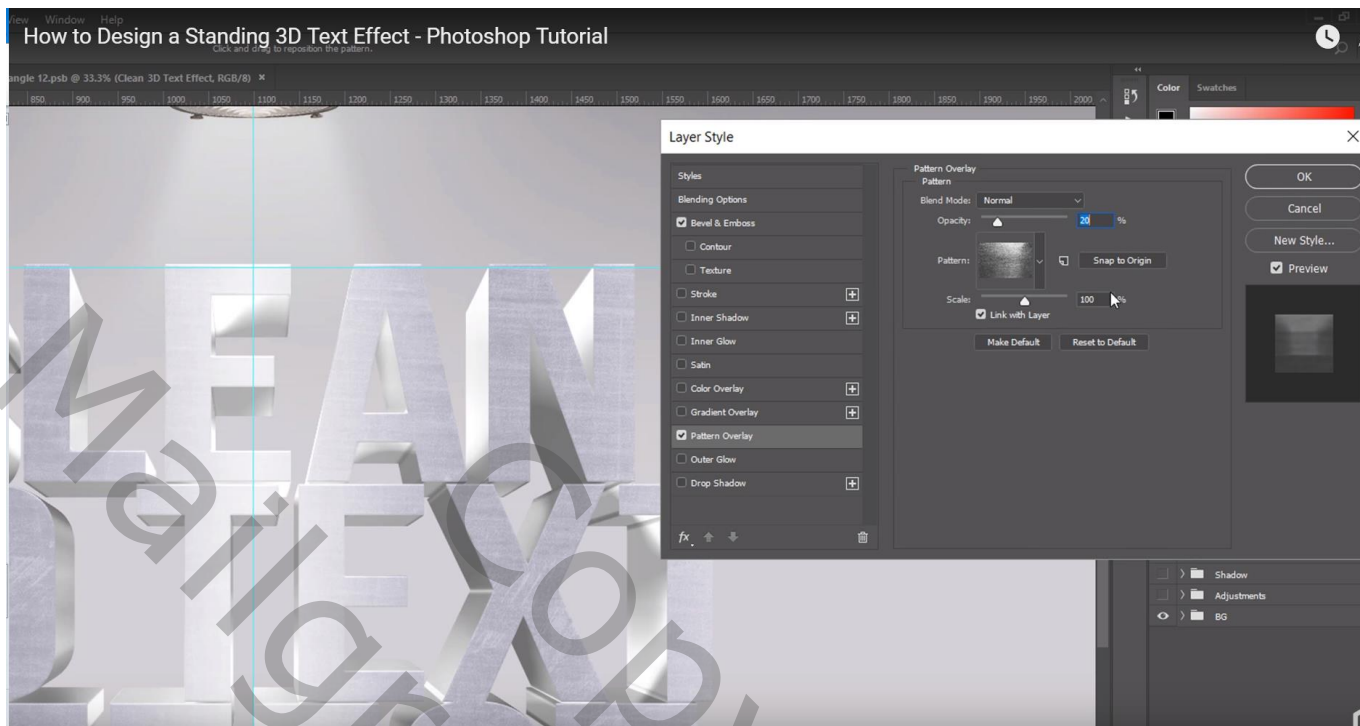 View Window Help
How to Design a Standing 3D Text Effect - Photoshop Tutorial
Click and drag to reposition the pattern.
angle 12.psb @ 33.3% (Clean 3D Text Effect, RGB/8) ×
850 900 950 1000 1050 1100 1150 1200 1250 1300 1350 1400 1450 1500 1550 1600 1650 1700 1750 1800 1850 1900 1950 2000
Color Swatches
Layer Style
Styles
Blending Options
Bevel & Emboss
Contour
Texture
Stroke
Inner Shadow
Inner Glow
Satin
Color Overlay
Gradient Overlay
Pattern Overlay
Outer Glow
Drop Shadow
fx
Pattern Overlay
Pattern
Blend Mode: Normal
Opacity: 20 %
Pattern: Snap to Origin
Scale: 100 %
Link with Layer
Make Default Reset to Default
OK
Cancel
New Style...
Preview
LEAN
D TEXT
Shadow
Adjustments
BG